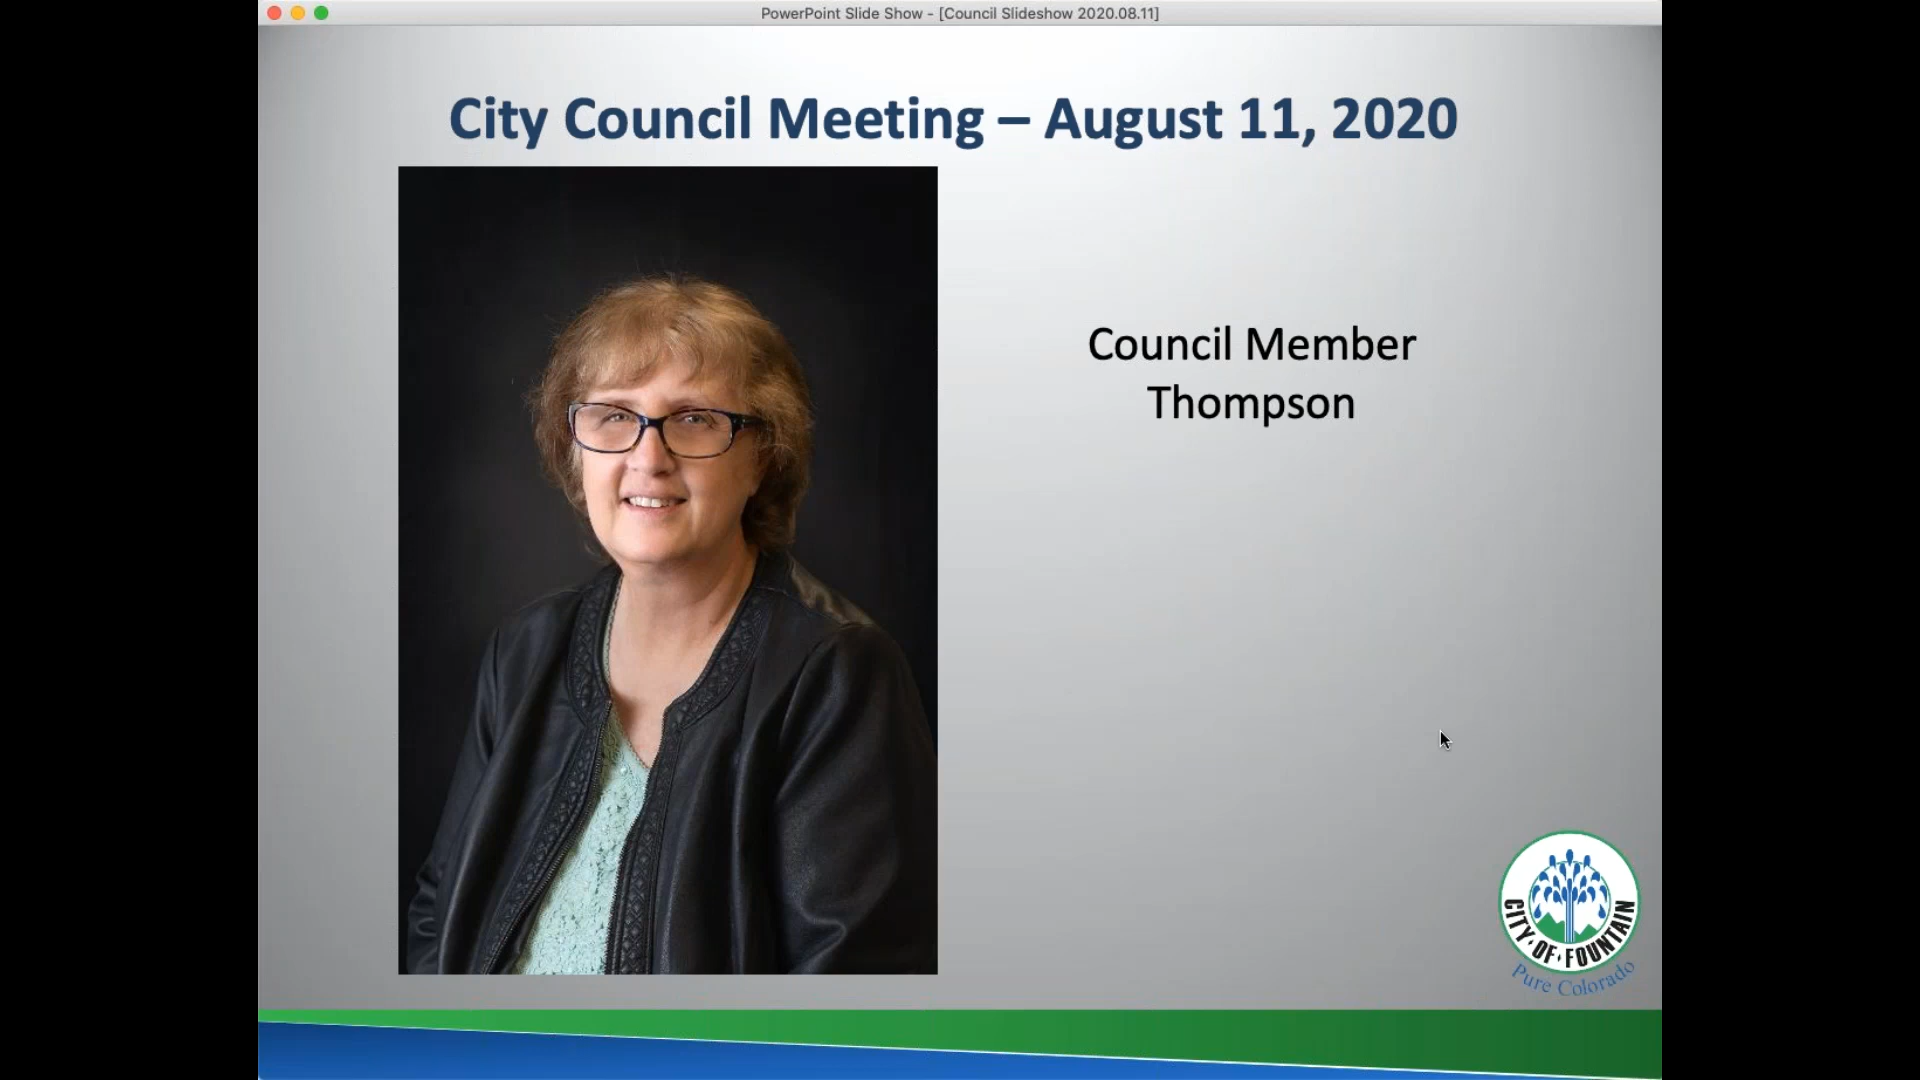 PowerPoint Slide Show - [Council Slideshow 2020.08.11]
City Council Meeting – August 11, 2020
Council Member
Thompson
CITY OF FOUNTAIN
Pure Colorado